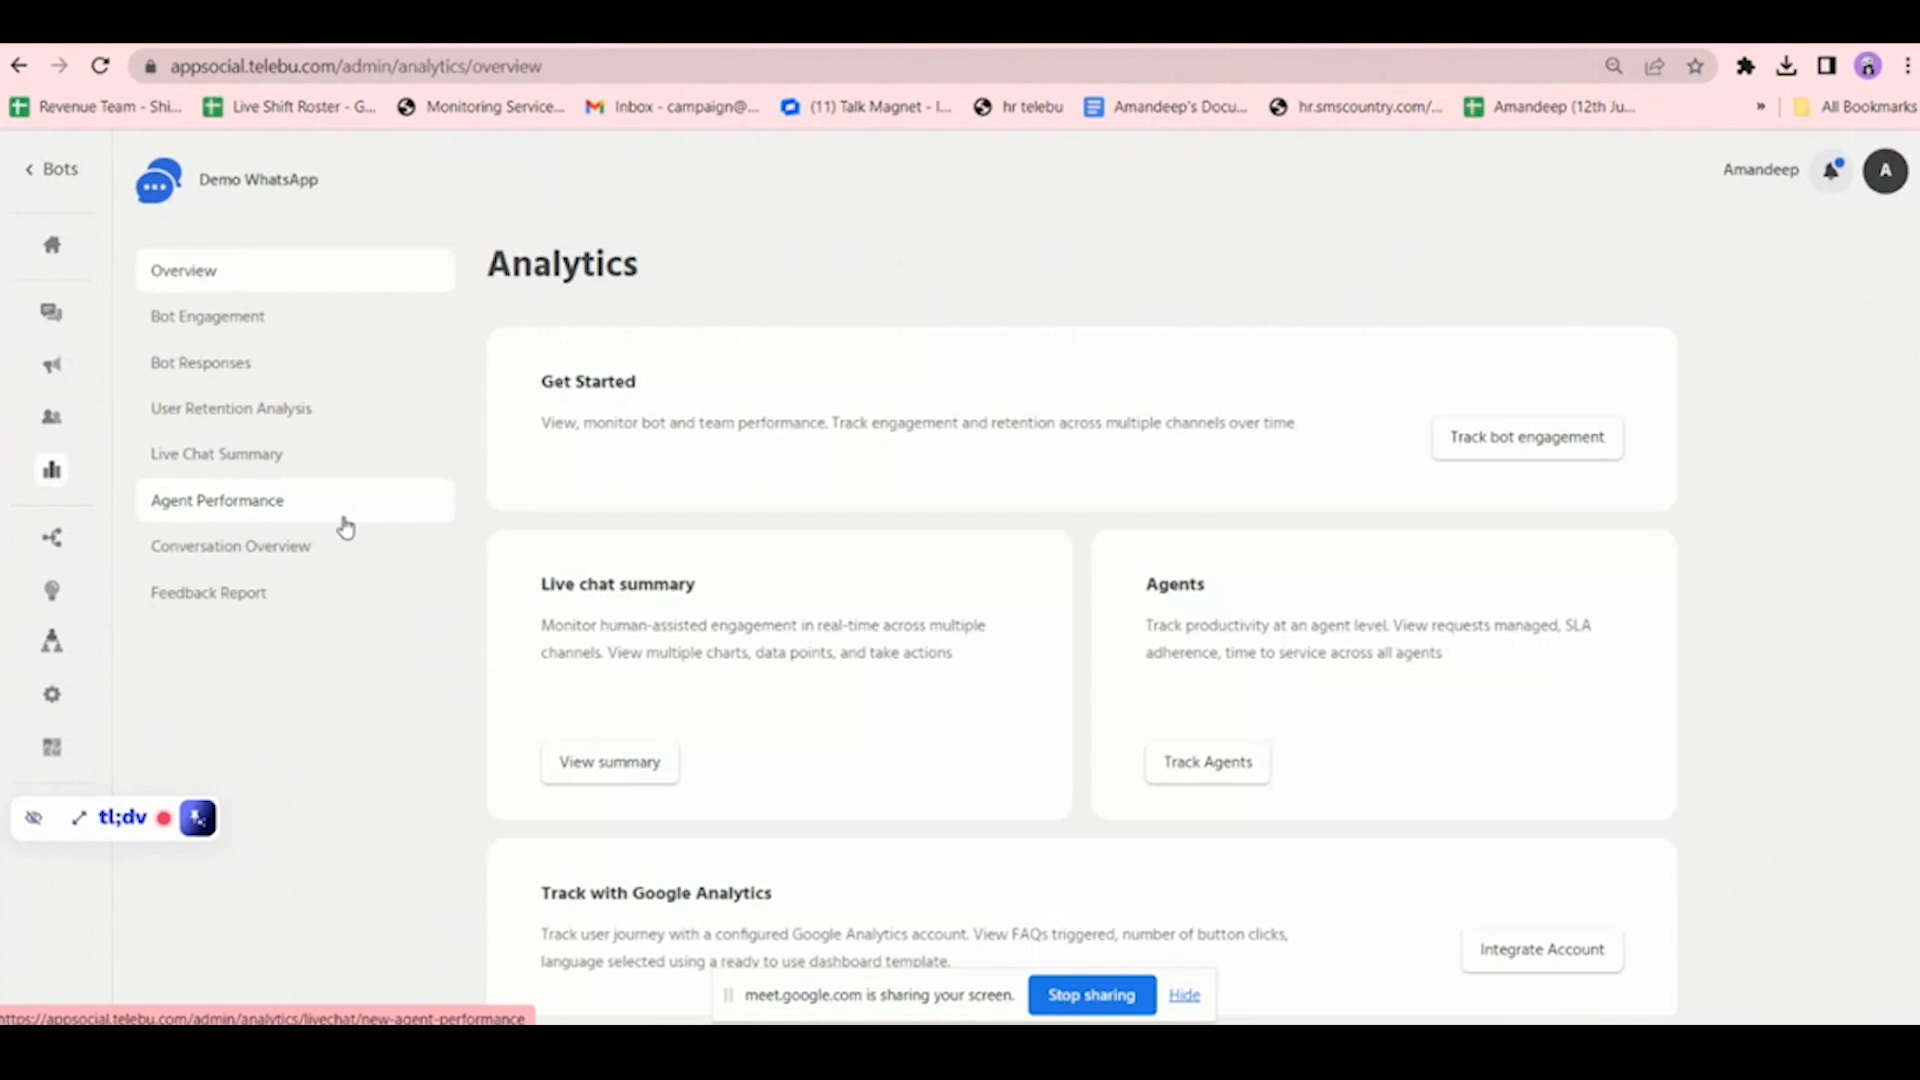 appsocial.telebu.com/admin/analytics/overview
Revenue Team - Shi... Live Shift Roster - G... Monitoring Service... Inbox - campaign@... (11) Talk Magnet - I... hr telebu Amandeep's Docu... hr.smscountry.com/... Amandeep (12th Ju... » All Bookmarks
Bots
Demo WhatsApp
Amandeep
A
Overview
Bot Engagement
Bot Responses
User Retention Analysis
Live Chat Summary
Agent Performance
Conversation Overview
Feedback Report
Analytics
Get Started
View, monitor bot and team performance. Track engagement and retention across multiple channels over time
Track bot engagement
Live chat summary
Monitor human-assisted engagement in real-time across multiple
channels. View multiple charts, data points, and take actions
View summary
Agents
Track productivity at an agent level. View requests managed, SLA
adherence, time to service across all agents
Track Agents
tl;dv
Track with Google Analytics
Track user journey with a configured Google Analytics account. View FAQs triggered, number of button clicks,
language selected using a ready to use dashboard template.
Integrate Account
meet.google.com is sharing your screen. Stop sharing Hide
https://appsocial.telebu.com/admin/analytics/livechat/new-agent-performance